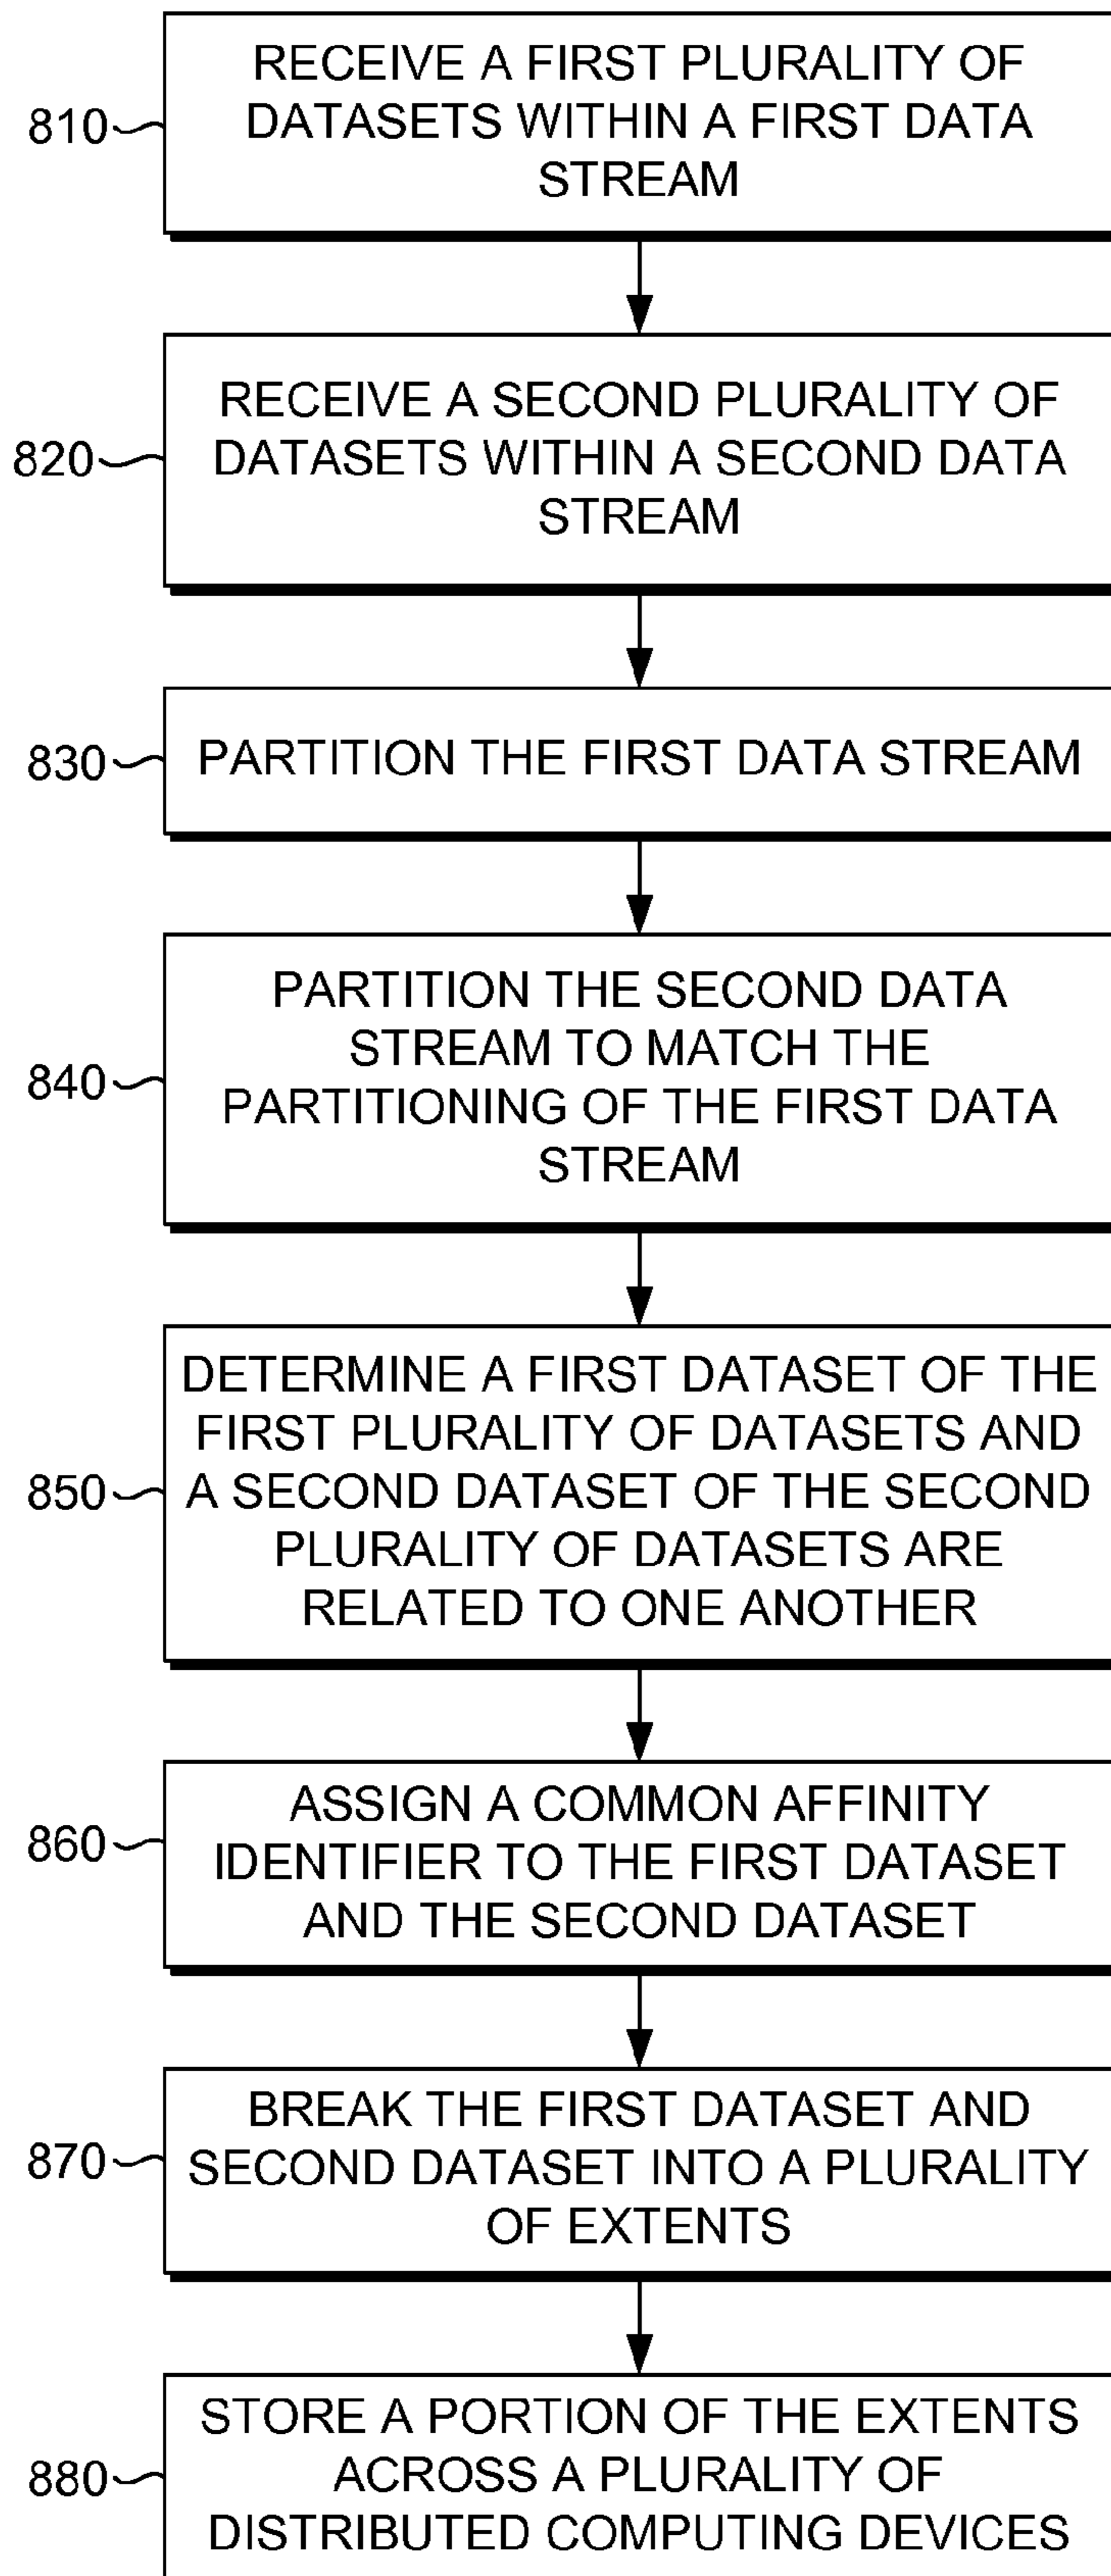 810
RECEIVE A FIRST PLURALITY OF
DATASETS WITHIN A FIRST DATA
STREAM
820
RECEIVE A SECOND PLURALITY OF
DATASETS WITHIN A SECOND DATA
STREAM
830
PARTITION THE FIRST DATA STREAM
840
PARTITION THE SECOND DATA
STREAM TO MATCH THE
PARTITIONING OF THE FIRST DATA
STREAM
850
DETERMINE A FIRST DATASET OF THE
FIRST PLURALITY OF DATASETS AND
A SECOND DATASET OF THE SECOND
PLURALITY OF DATASETS ARE
RELATED TO ONE ANOTHER
860
ASSIGN A COMMON AFFINITY
IDENTIFIER TO THE FIRST DATASET
AND THE SECOND DATASET
870
BREAK THE FIRST DATASET AND
SECOND DATASET INTO A PLURALITY
OF EXTENTS
880
STORE A PORTION OF THE EXTENTS
ACROSS A PLURALITY OF
DISTRIBUTED COMPUTING DEVICES